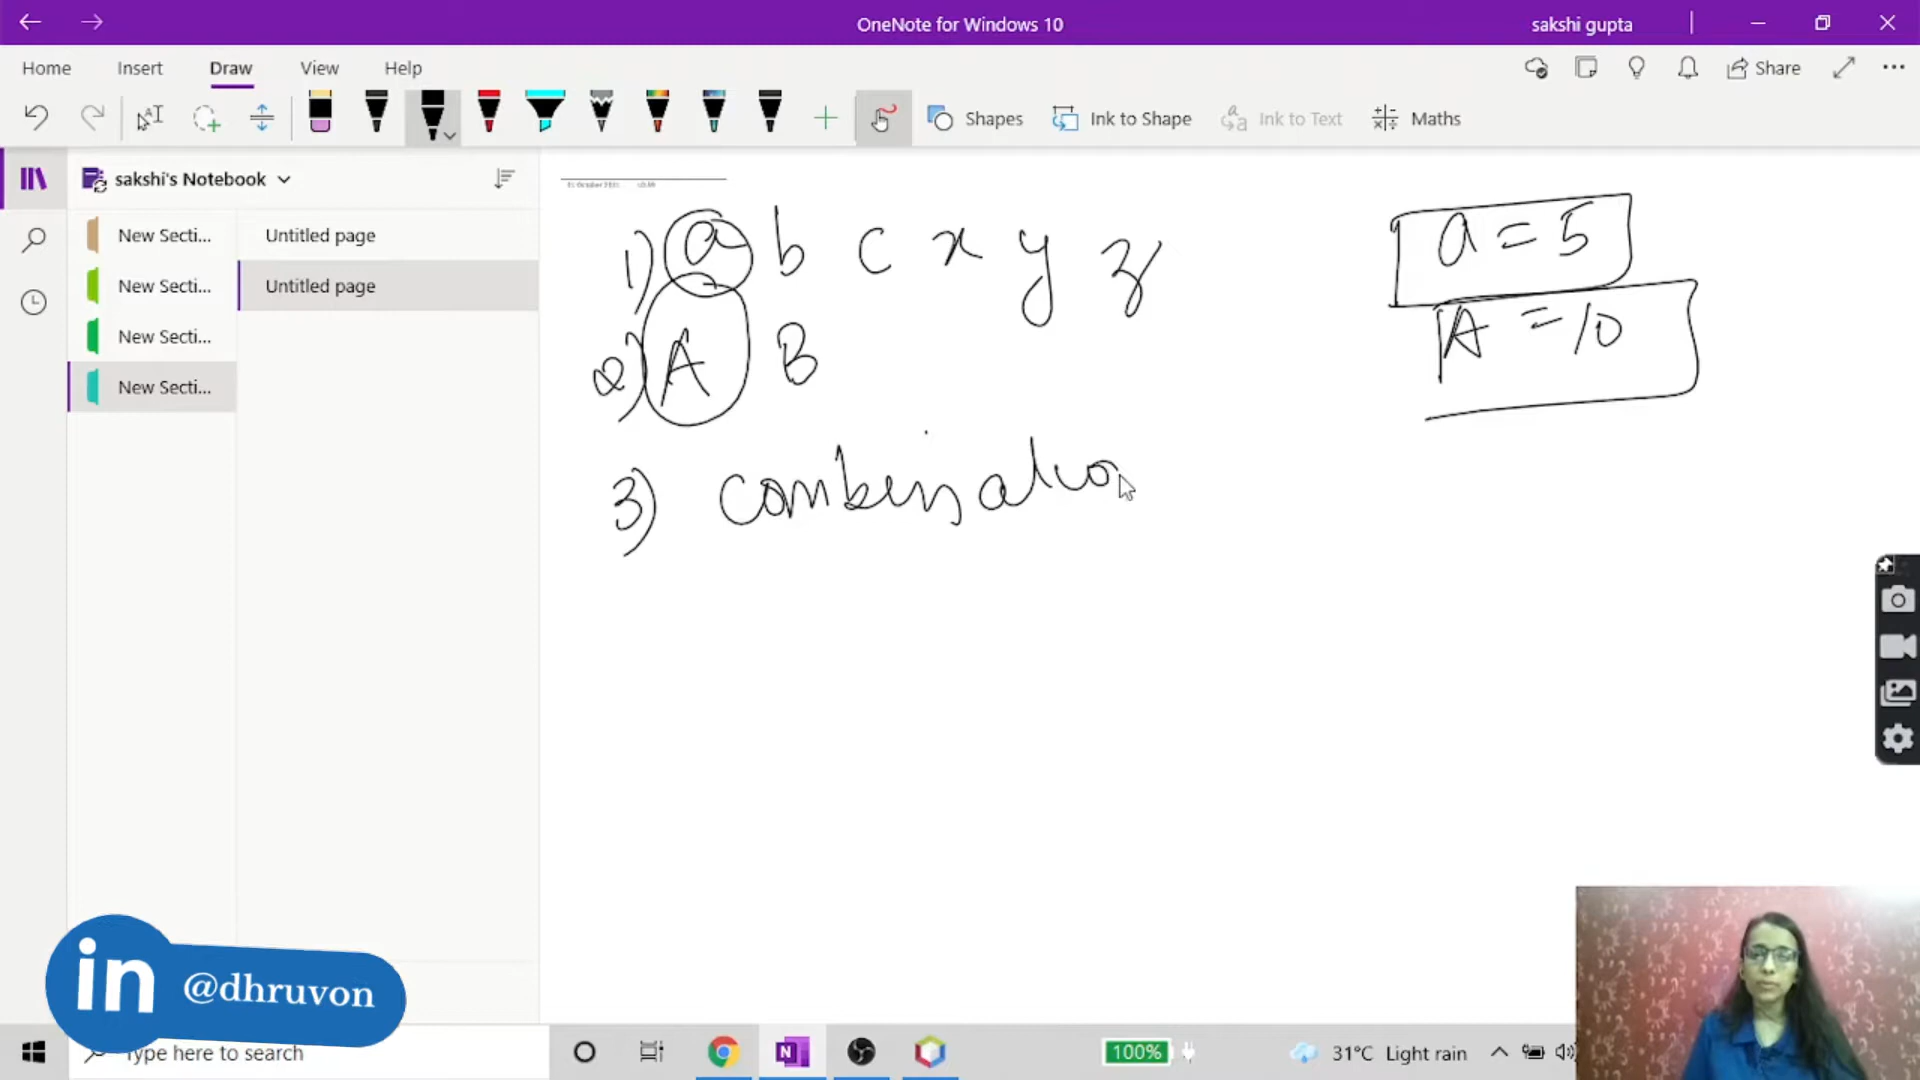 OneNote for Windows 10
sakshi gupta
Home Insert Draw View Help
Share
Shapes Ink to Shape Ink to Text Maths
sakshi's Notebook
New Secti... Untitled page
New Secti... Untitled page
New Secti...
New Secti...
1) a b c x y z
a = 5
2) A B
A = 10
3)
in @dhruvon
Type here to search
100%
31°C Light rain